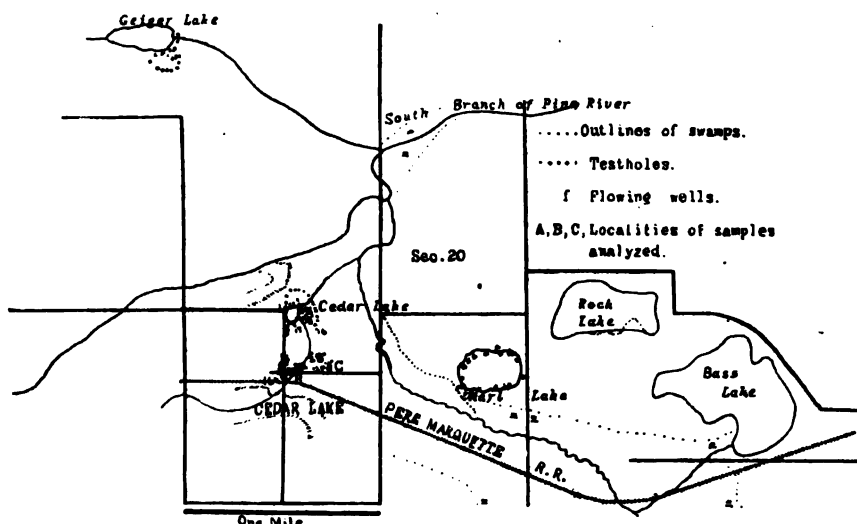 Geiger Lake
South Branch of Pine River
.....Outlines of swamps.
..... Testholes.
f Flowing wells.
A,B,C, Localities of samples
analyzed.
Sec.20
Cedar Lake
Rock
Lake
Bass
Lake
Lake
C
CEDAR LAKE
PERE MARQUETTE
R.R.
One Mile